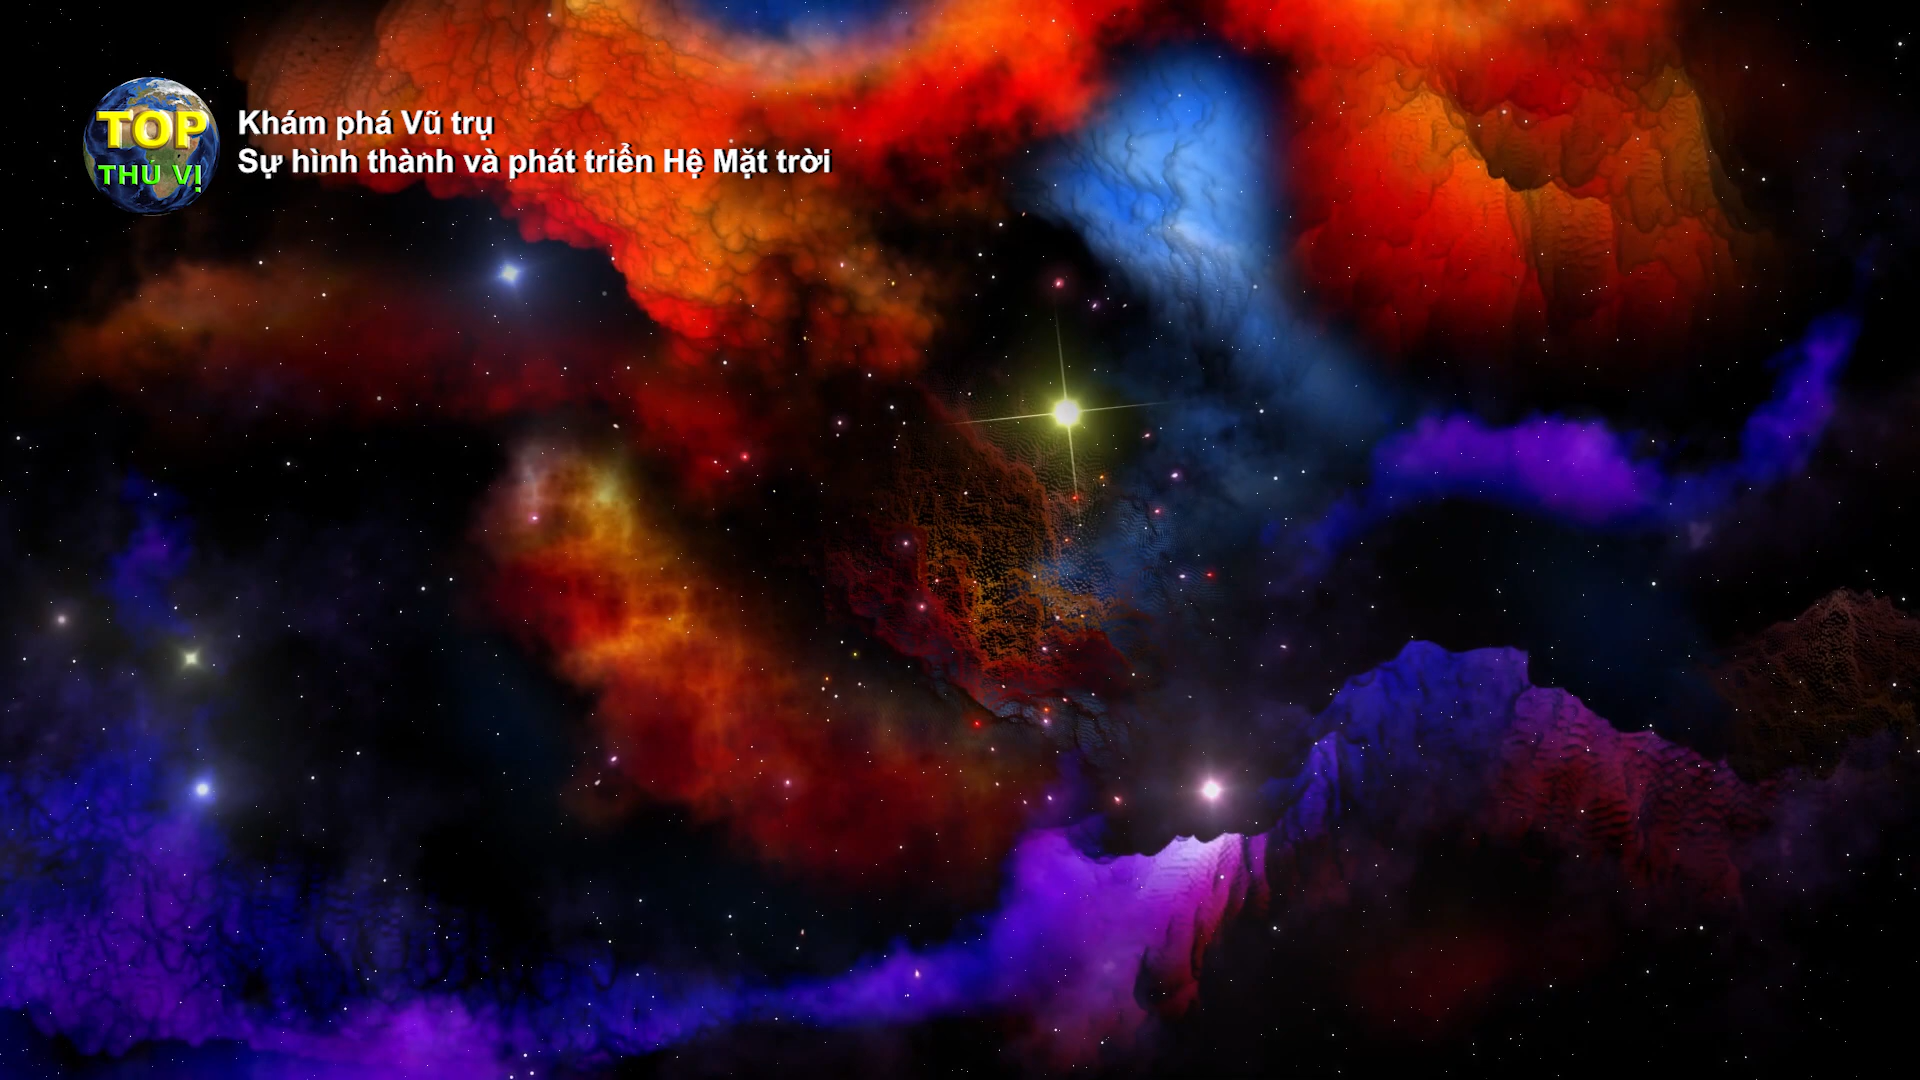 TOP
THÚ VỊ
Khám phá Vũ trụ
Sự hình thành và phát triển Hệ Mặt trời